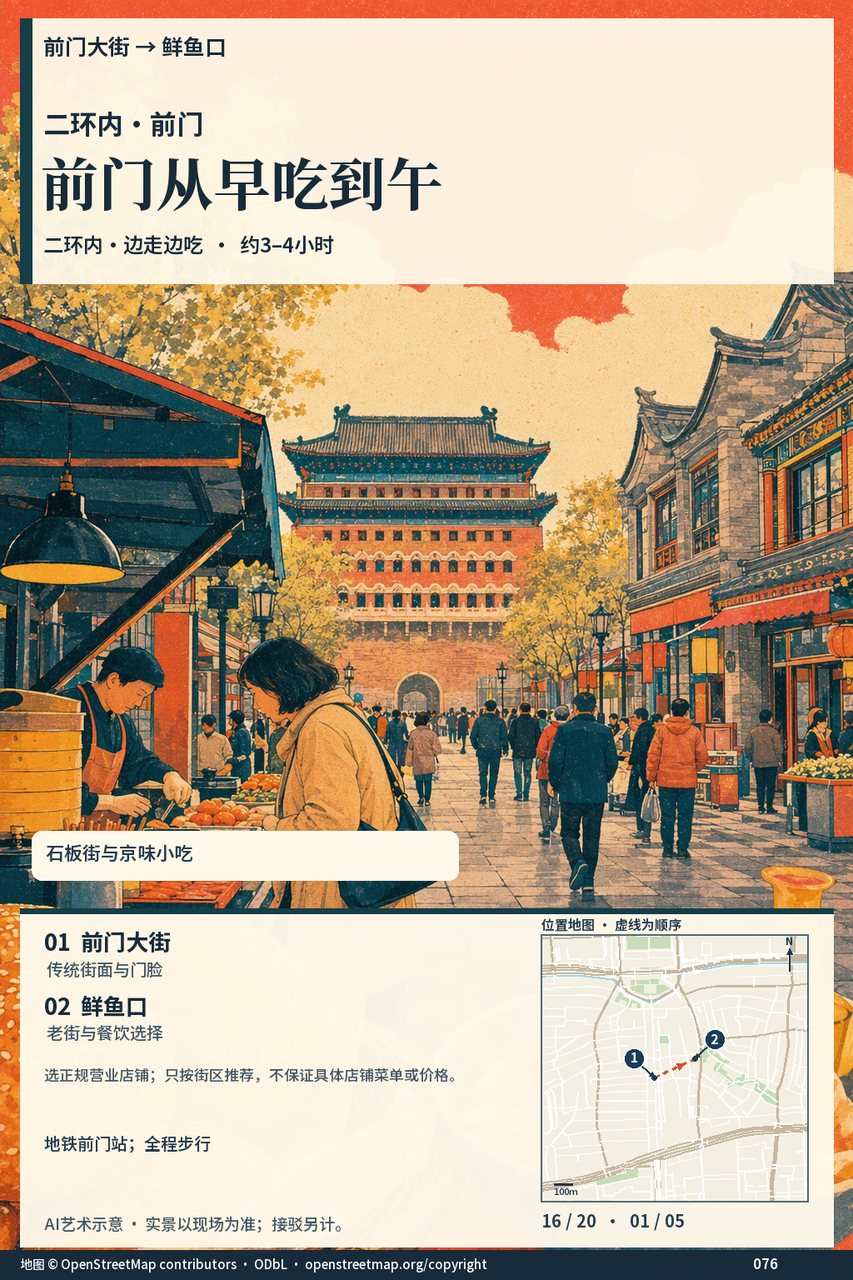 前门大街 → 鲜鱼口
二环内·前门
前门从早吃到午
二环内·边走边吃 · 约3–4小时
石板街与京味小吃
01 前门大街
传统街面与门脸
02 鲜鱼口
老街与餐饮选择
选正规营业店铺；只按街区推荐，不保证具体店铺菜单或价格。
地铁前门站；全程步行
AI艺术示意 · 实景以现场为准；接驳另计。
位置地图 · 虚线为顺序
N
1
2
100m
16 / 20 · 01 / 05
地图 © OpenStreetMap contributors · ODbL · openstreetmap.org/copyright
076